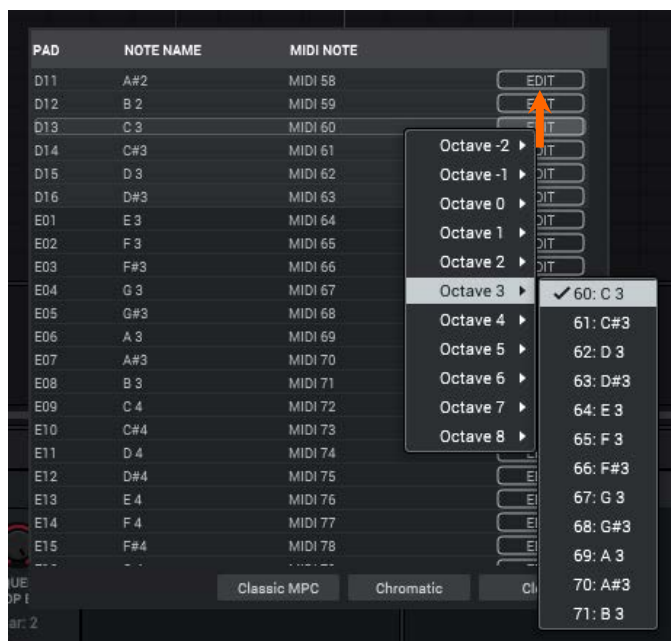 PAD NOTE NAME MIDI NOTE
D11 A#2 MIDI 58 EDIT
D12 B 2 MIDI 59
D13 C 3 MIDI 60
D14 C#3 MIDI 61
D15 D 3 MIDI 62
D16 D#3 MIDI 63
E01 E 3 MIDI 64
E02 F 3 MIDI 65
E03 F#3 MIDI 66
E04 G 3 MIDI 67
E05 G#3 MIDI 68
E06 A 3 MIDI 69
E07 A#3 MIDI 70
E08 B 3 MIDI 71
E09 C 4 MIDI 72
E10 C#4 MIDI 73
E11 D 4 MIDI 74
E12 D#4 MIDI 75
E13 E 4 MIDI 76
E14 F 4 MIDI 77
E15 F#4 MIDI 78
Octave -2
Octave -1
Octave 0
Octave 1
Octave 2
Octave 3
Octave 4
Octave 5
Octave 6
Octave 7
Octave 8
60: C 3
61: C#3
62: D 3
63: D#3
64: E 3
65: F 3
66: F#3
67: G 3
68: G#3
69: A 3
70: A#3
71: B 3
Classic MPC Chromatic
ar: 2